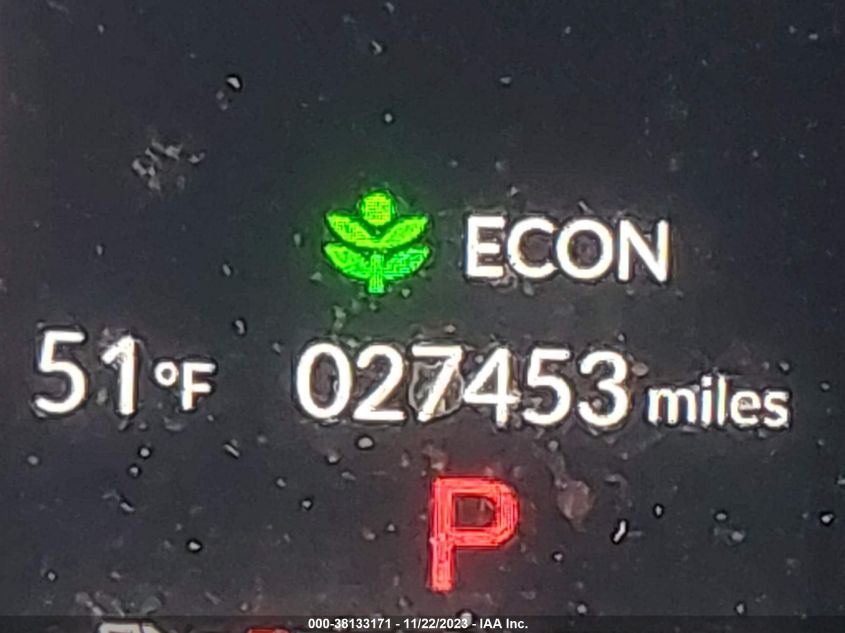 ECON
51°F 027453 miles
P
000-38133171 - 11/22/2023 - IAA Inc.